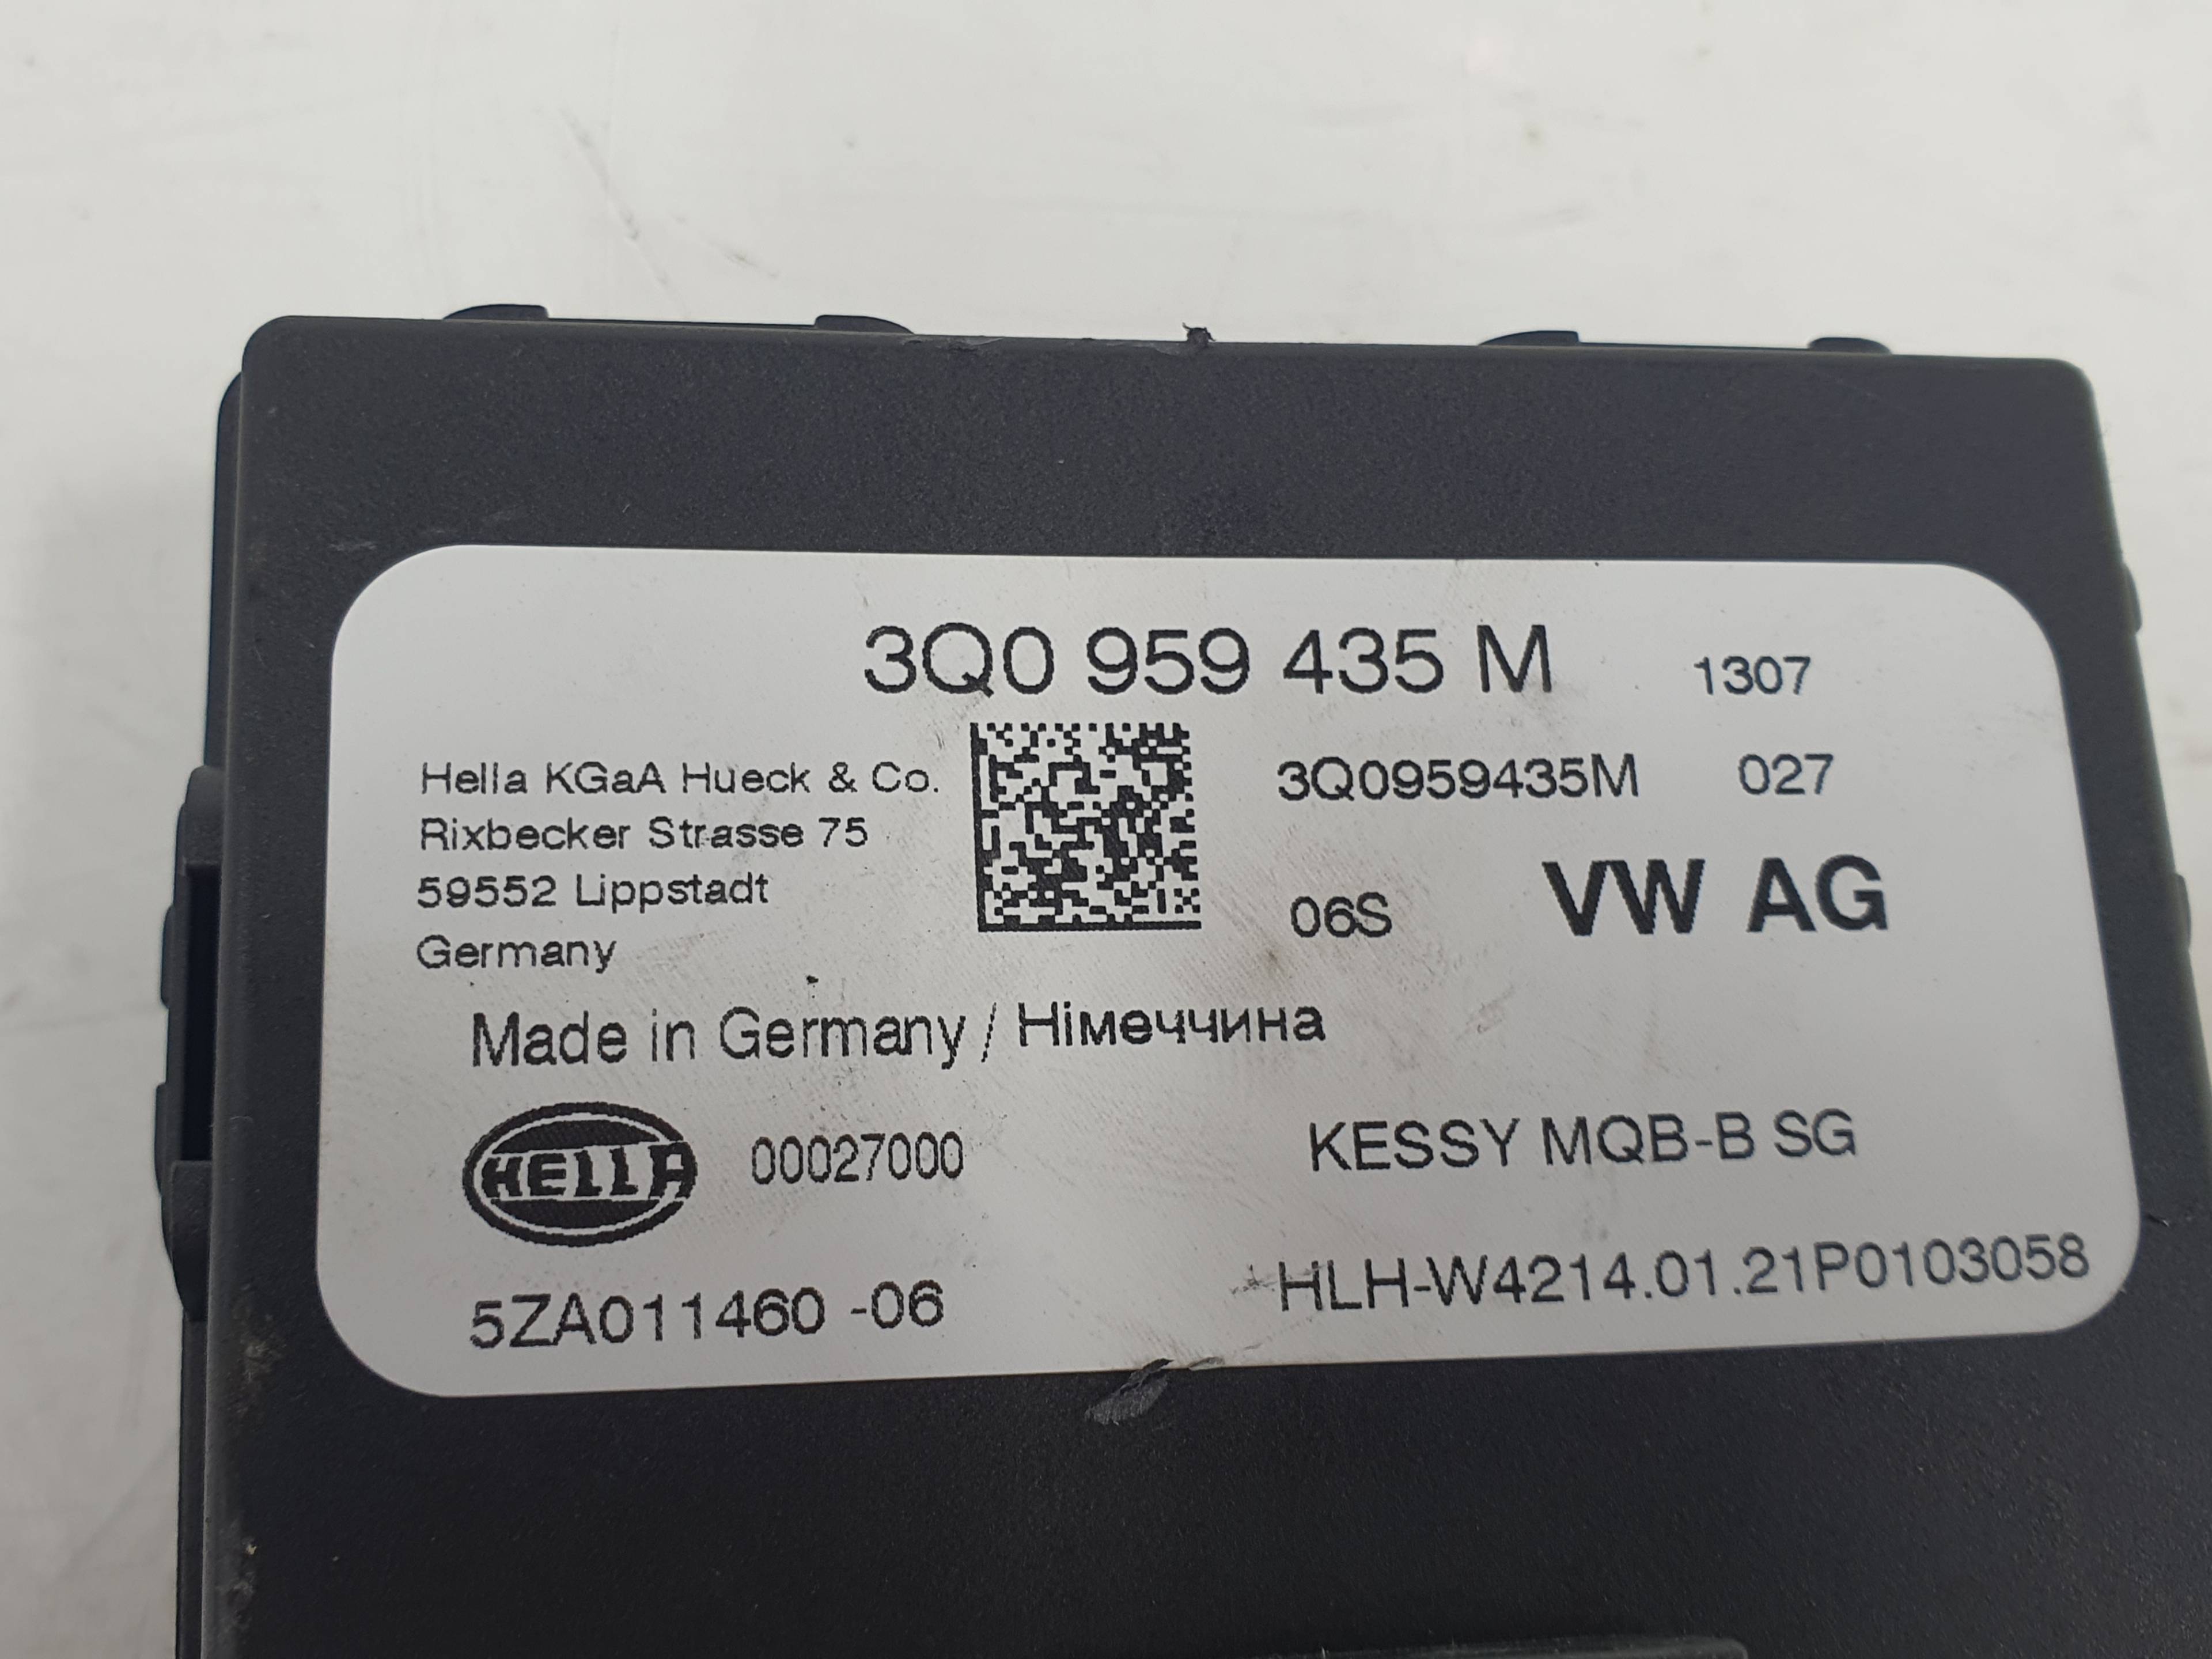 3Q0 959 435 M 1307
Hella KGaA Hueck & Co.
Rixbecker Strasse 75
59552 Lippstadt
Germany
3Q0959435M 027
06S VW AG
Made in Germany / Німеччина
HELLA 00027000
KESSY MQB-B SG
5ZA011460 -06
HLH-W4214.01.21P0103058